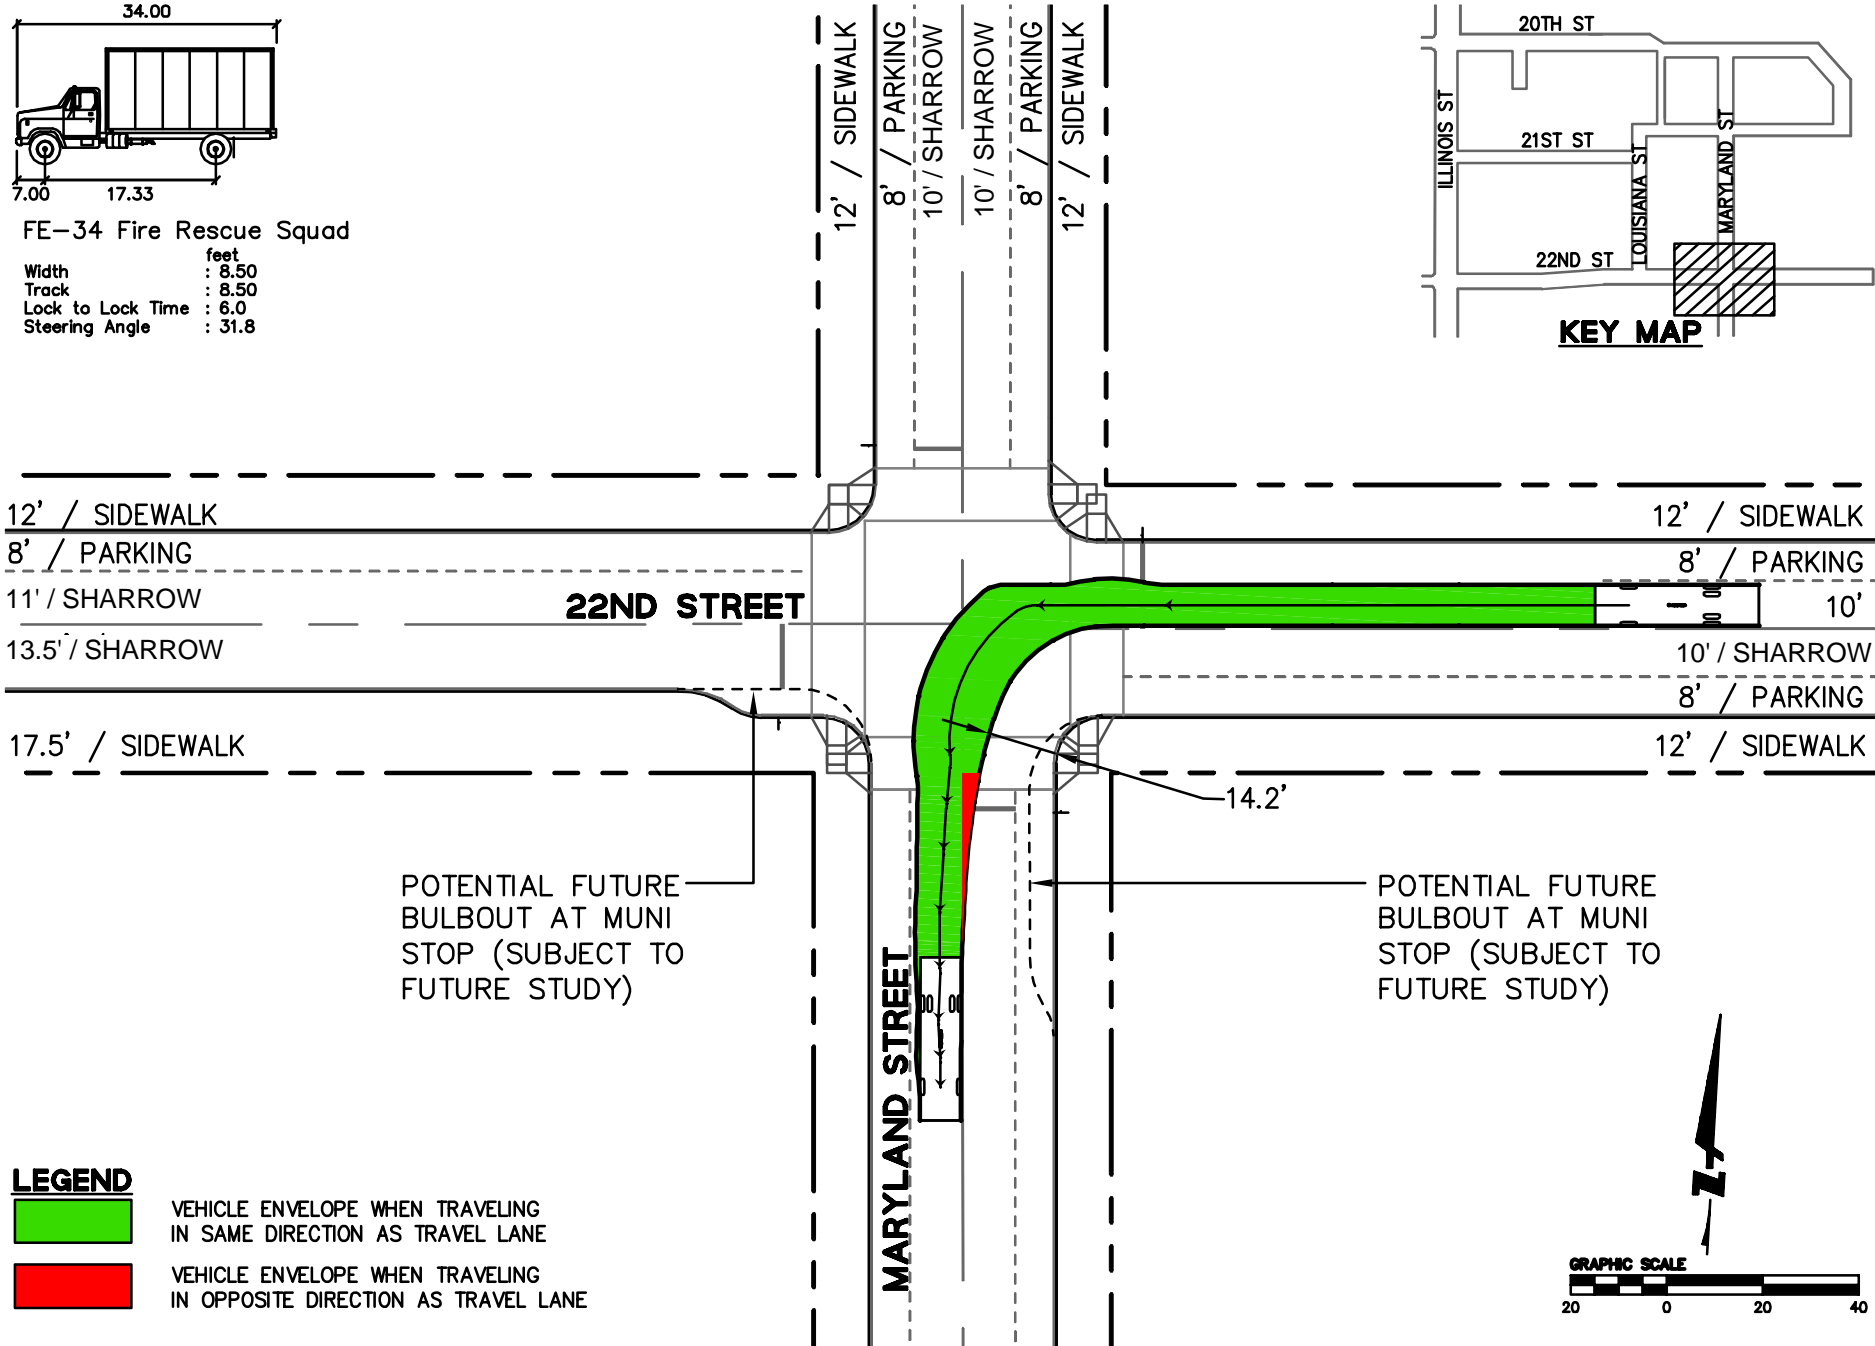 34.00
7.00
17.33
FE-34 Fire Rescue Squad
feet
Width : 8.50
Track : 8.50
Lock to Lock Time : 6.0
Steering Angle : 31.8
12' / SIDEWALK
8' / PARKING
10' / SHARROW
10' / SHARROW
8' / PARKING
12' / SIDEWALK
20TH ST
21ST ST
22ND ST
ILLINOIS ST
LOUISIANA ST
MARYLAND ST
KEY MAP
12' / SIDEWALK
8' / PARKING
11' / SHARROW
13.5' / SHARROW
17.5' / SIDEWALK
22ND STREET
12' / SIDEWALK
8' / PARKING
10'
10' / SHARROW
8' / PARKING
12' / SIDEWALK
14.2'
POTENTIAL FUTURE
BULBOUT AT MUNI
STOP (SUBJECT TO
FUTURE STUDY)
POTENTIAL FUTURE
BULBOUT AT MUNI
STOP (SUBJECT TO
FUTURE STUDY)
MARYLAND STREET
LEGEND
VEHICLE ENVELOPE WHEN TRAVELING
IN SAME DIRECTION AS TRAVEL LANE
VEHICLE ENVELOPE WHEN TRAVELING
IN OPPOSITE DIRECTION AS TRAVEL LANE
Z
GRAPHIC SCALE
20 0 20 40